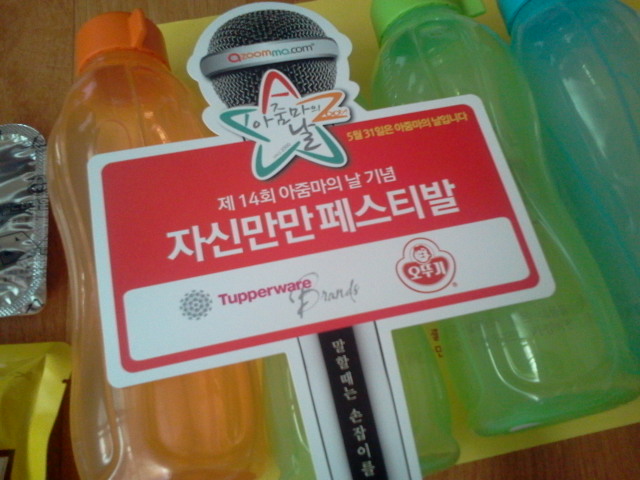 azoomma.com
아줌마의
날
5월 31일은 아줌마의 날입니다
제 14회 아줌마의 날 기념
자신만만 페스티발
Tupperware Brands
오뚜기
말할때는 손잡이를